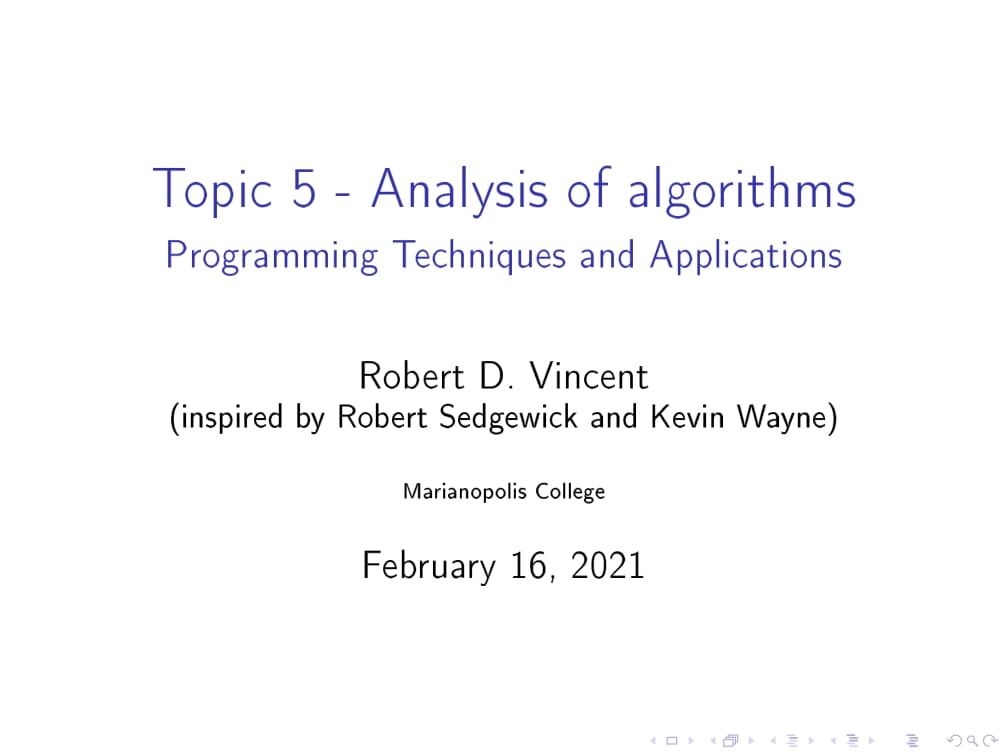 Topic 5 - Analysis of algorithms
Programming Techniques and Applications
Robert D. Vincent
(inspired by Robert Sedgewick and Kevin Wayne)
Marianopolis College
February 16, 2021